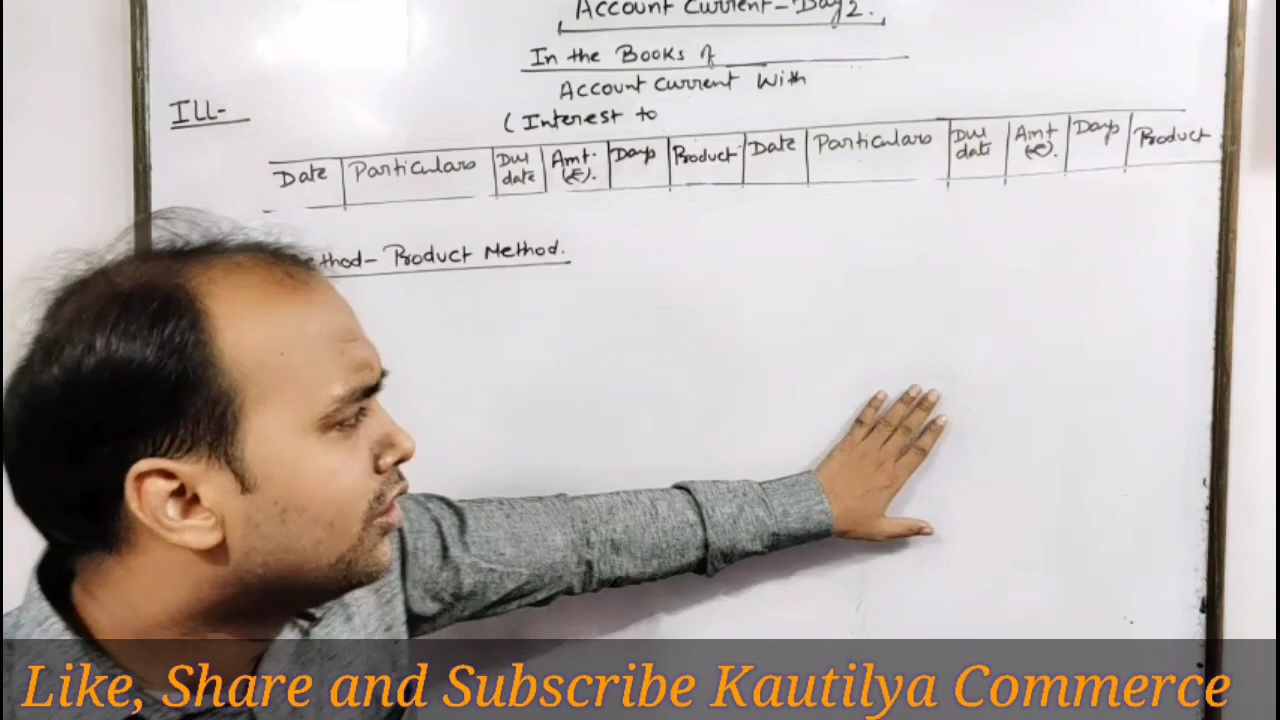 Account Current-Day 2.
In the Books of
Account Current With
ILL-
( Interest to
Date Particulars Due date Amt. (₹). Days Product Date Particulars Due date Amt (₹). Days Product
Method- Product Method.
Like, Share and Subscribe Kautilya Commerce